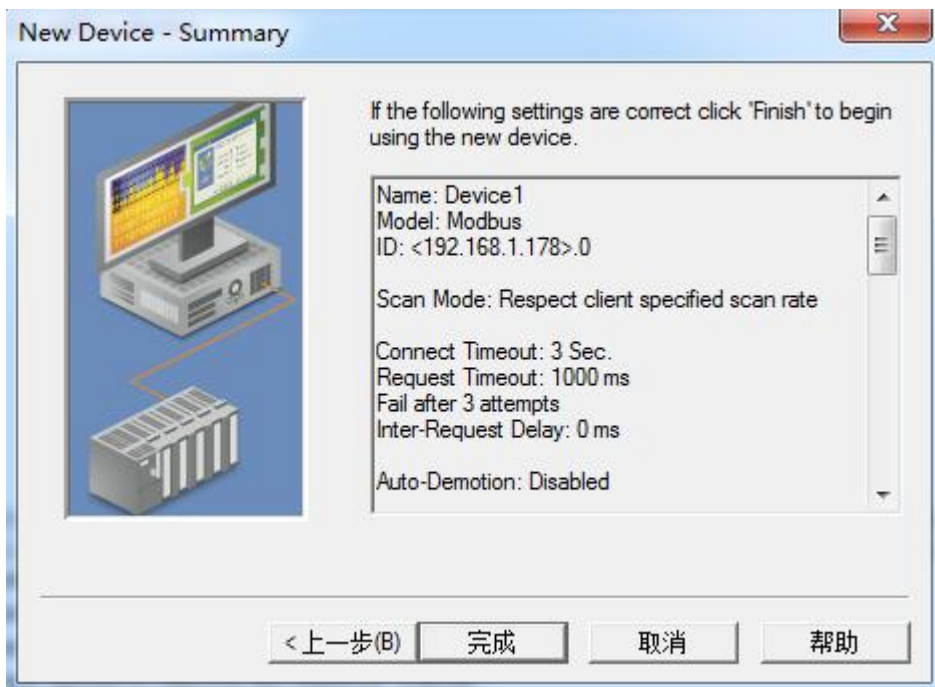 New Device - Summary
If the following settings are correct click 'Finish' to begin
using the new device.
Name: Device1
Model: Modbus
ID: <192.168.1.178>.0
Scan Mode: Respect client specified scan rate
Connect Timeout: 3 Sec.
Request Timeout: 1000 ms
Fail after 3 attempts
Inter-Request Delay: 0 ms
Auto-Demotion: Disabled
< 上一步(B) 完成 取消 帮助